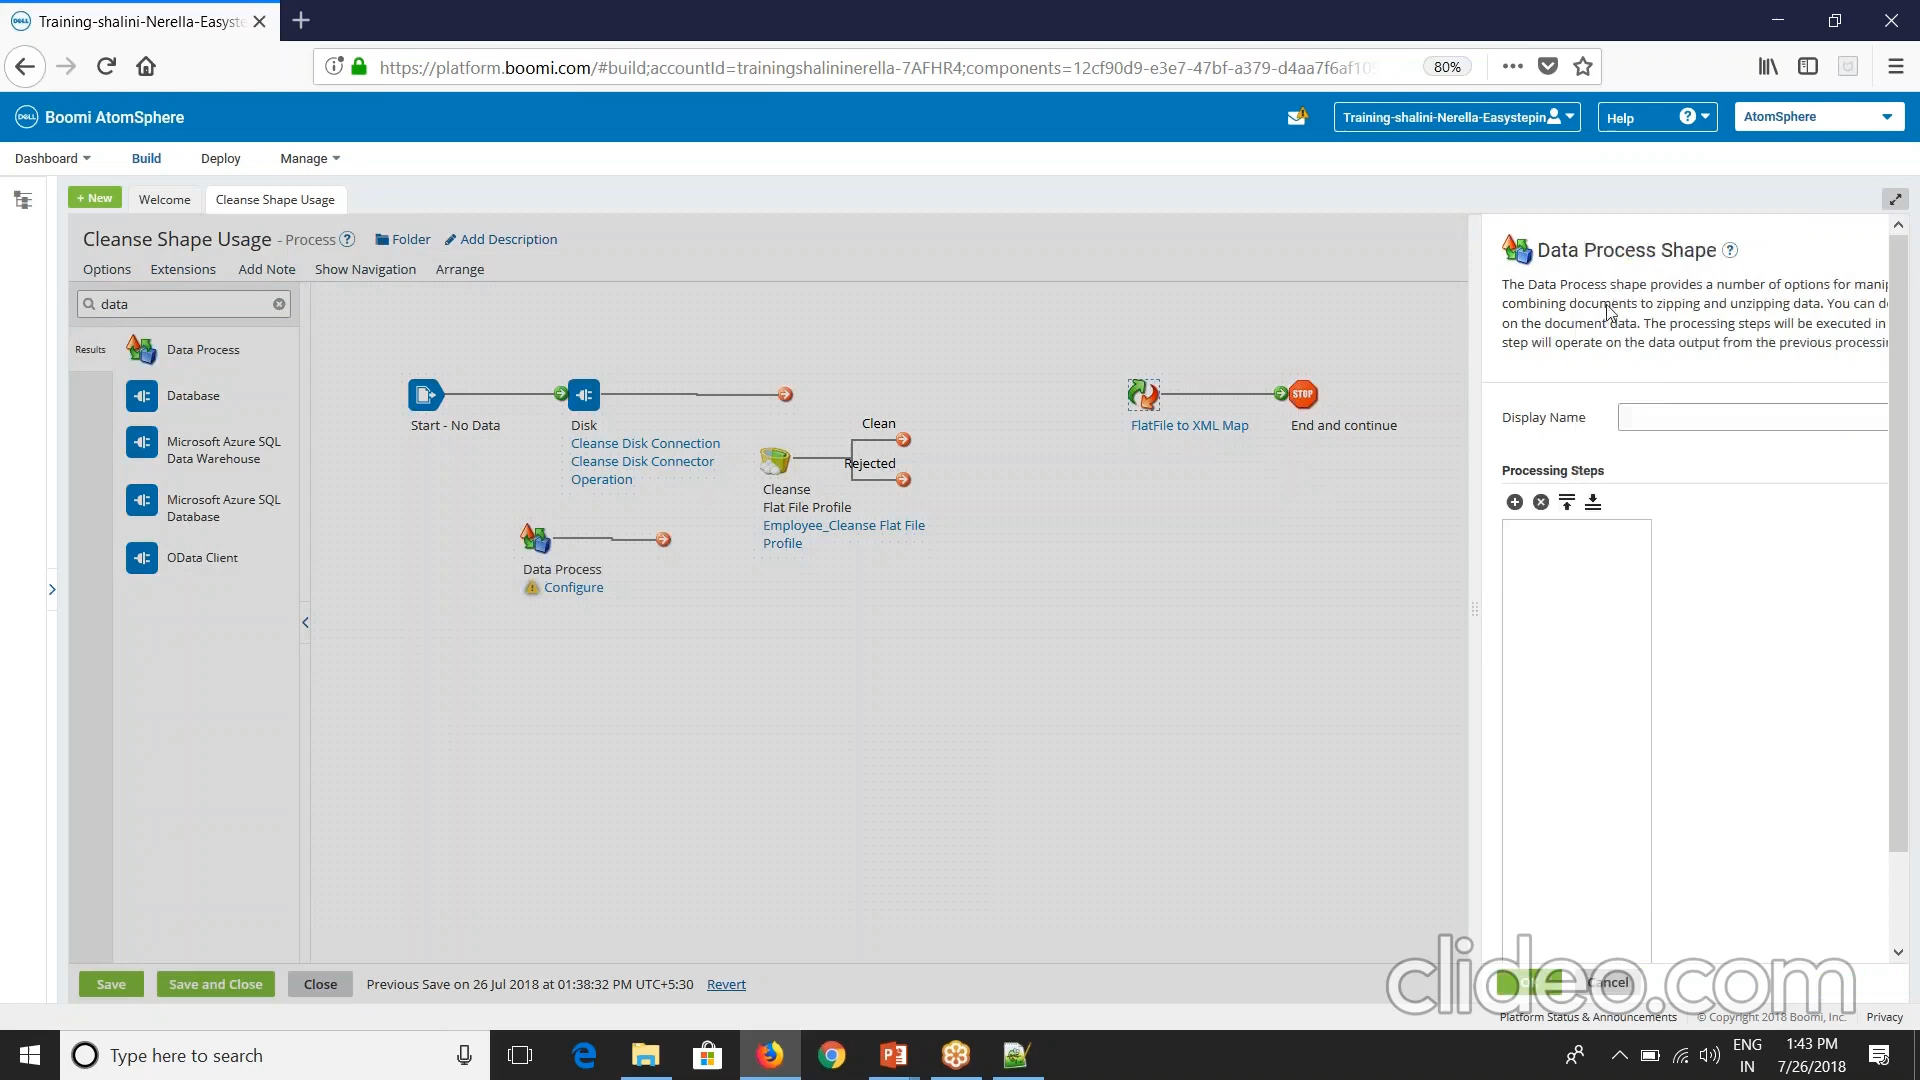 Training-shalini-Nerella-Easyste
https://platform.boomi.com/#build;accountId=trainingshalininerella-7AFHR4;components=12cf90d9-e3e7-47bf-a379-d4aa7f6af105
80%
DELL Boomi AtomSphere
Training-shalini-Nerella-Easystepin
Help
AtomSphere
Dashboard
Build
Deploy
Manage
+ New
Welcome
Cleanse Shape Usage
Cleanse Shape Usage - Process
Folder
Add Description
Options
Extensions
Add Note
Show Navigation
Arrange
data
Results
Data Process
Database
Microsoft Azure SQL
Data Warehouse
Microsoft Azure SQL
Database
OData Client
Start - No Data
Disk
Cleanse Disk Connection
Cleanse Disk Connector
Operation
Clean
Rejected
Cleanse
Flat File Profile
Employee_Cleanse Flat File
Profile
Data Process
Configure
FlatFile to XML Map
STOP
End and continue
Data Process Shape
The Data Process shape provides a number of options for manip
combining documents to zipping and unzipping data. You can d
on the document data. The processing steps will be executed in
step will operate on the data output from the previous processi
Display Name
Processing Steps
Save
Save and Close
Close
Previous Save on 26 Jul 2018 at 01:38:32 PM UTC+5:30
Revert
Cancel
clideo.com
Platform Status & Announcements
© Copyright 2018 Boomi, Inc.
Privacy
Type here to search
ENG
IN
1:43 PM
7/26/2018